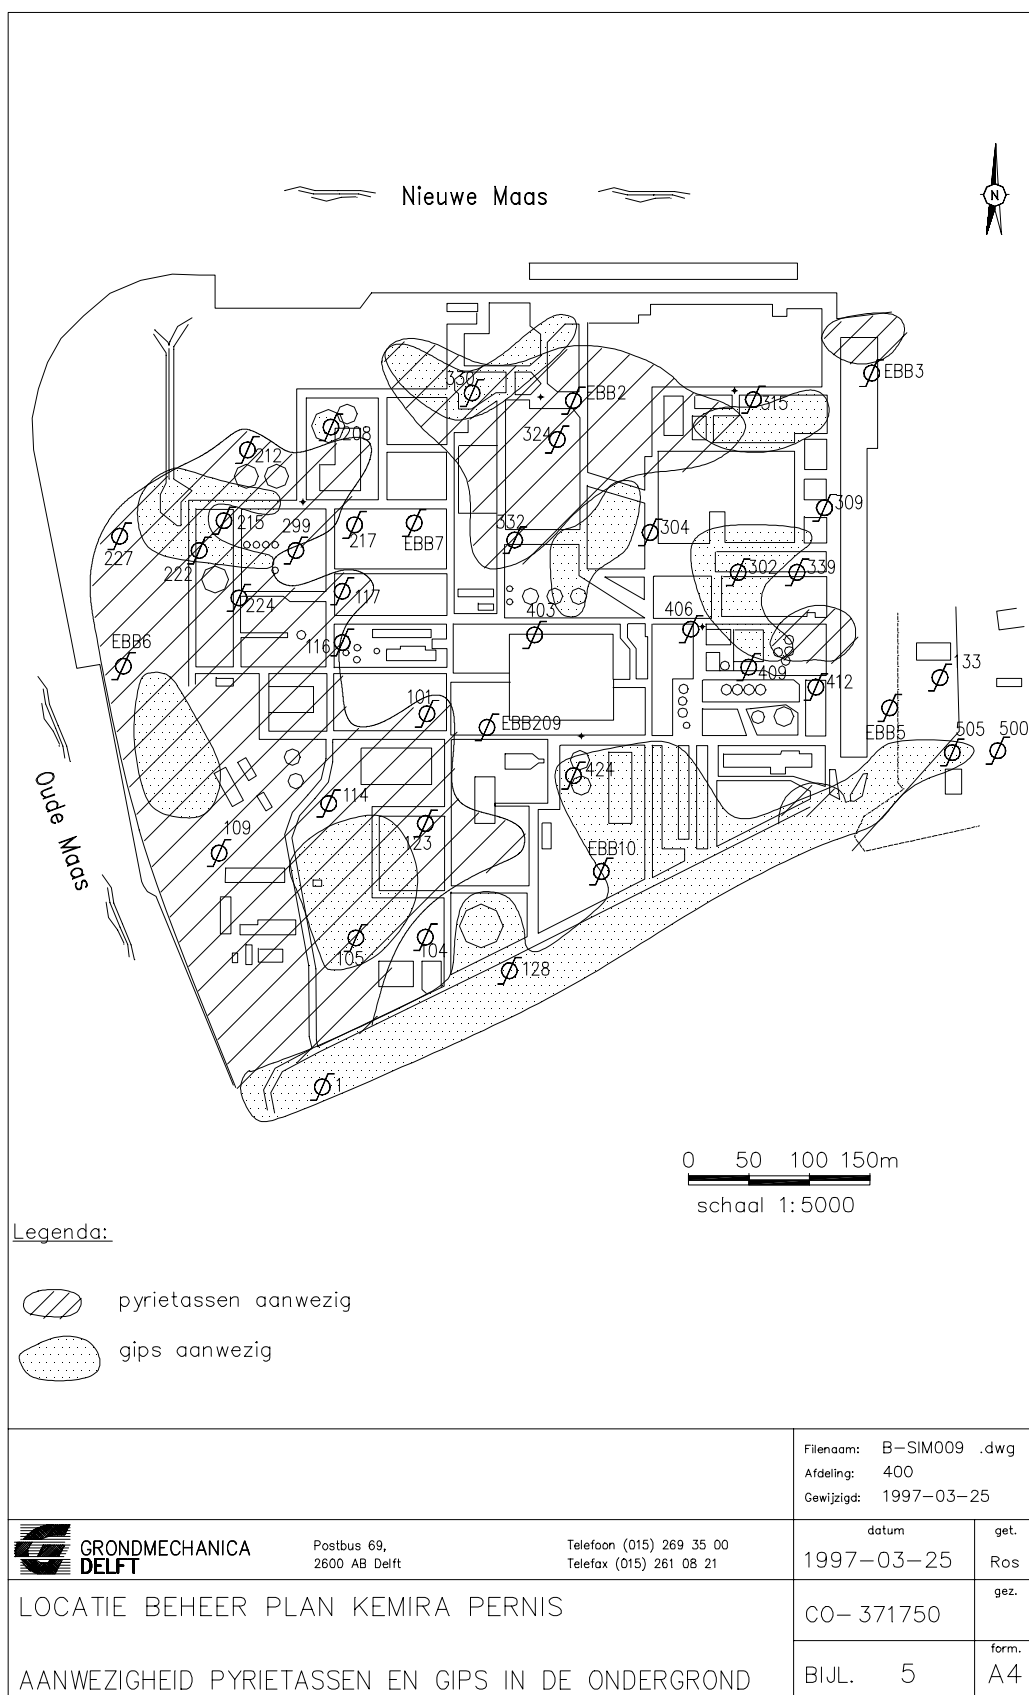 Nieuwe Maas
N
EBB3
330
EBB2
315
324
208
212
309
215
299
217
EBB7
332
304
227
222
302
339
224
117
403
406
116
EBB6
133
409
412
101
EBB209
EBB5
505
500
424
114
Oude Maas
123
109
EBB10
105
104
128
1
0 50 100 150m
schaal 1:5000
Legenda:
pyrietassen aanwezig
gips aanwezig
Filenaam: B-SIM009 .dwg
Afdeling: 400
Gewijzigd: 1997-03-25
GRONDMECHANICA
DELFT
Postbus 69,
2600 AB Delft
Telefoon (015) 269 35 00
Telefax (015) 261 08 21
datum
1997-03-25
get.
Ros
LOCATIE BEHEER PLAN KEMIRA PERNIS
CO-371750
gez.
AANWEZIGHEID PYRIETASSEN EN GIPS IN DE ONDERGROND
BIJL. 5
form.
A4